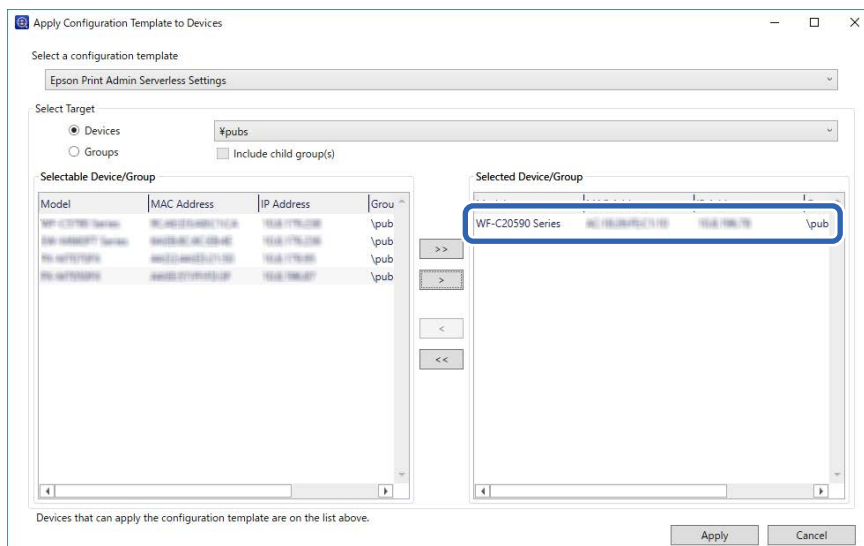 Apply Configuration Template to Devices
Select a configuration template
Epson Print Admin Serverless Settings
Select Target
Devices
¥pubs
Groups
Include child group(s)
Selectable Device/Group
Selected Device/Group
Model MAC Address IP Address Grou
\pub
\pub
\pub
\pub
>>
>
<
<<
WF-C20590 Series \pub
Devices that can apply the configuration template are on the list above.
Apply Cancel